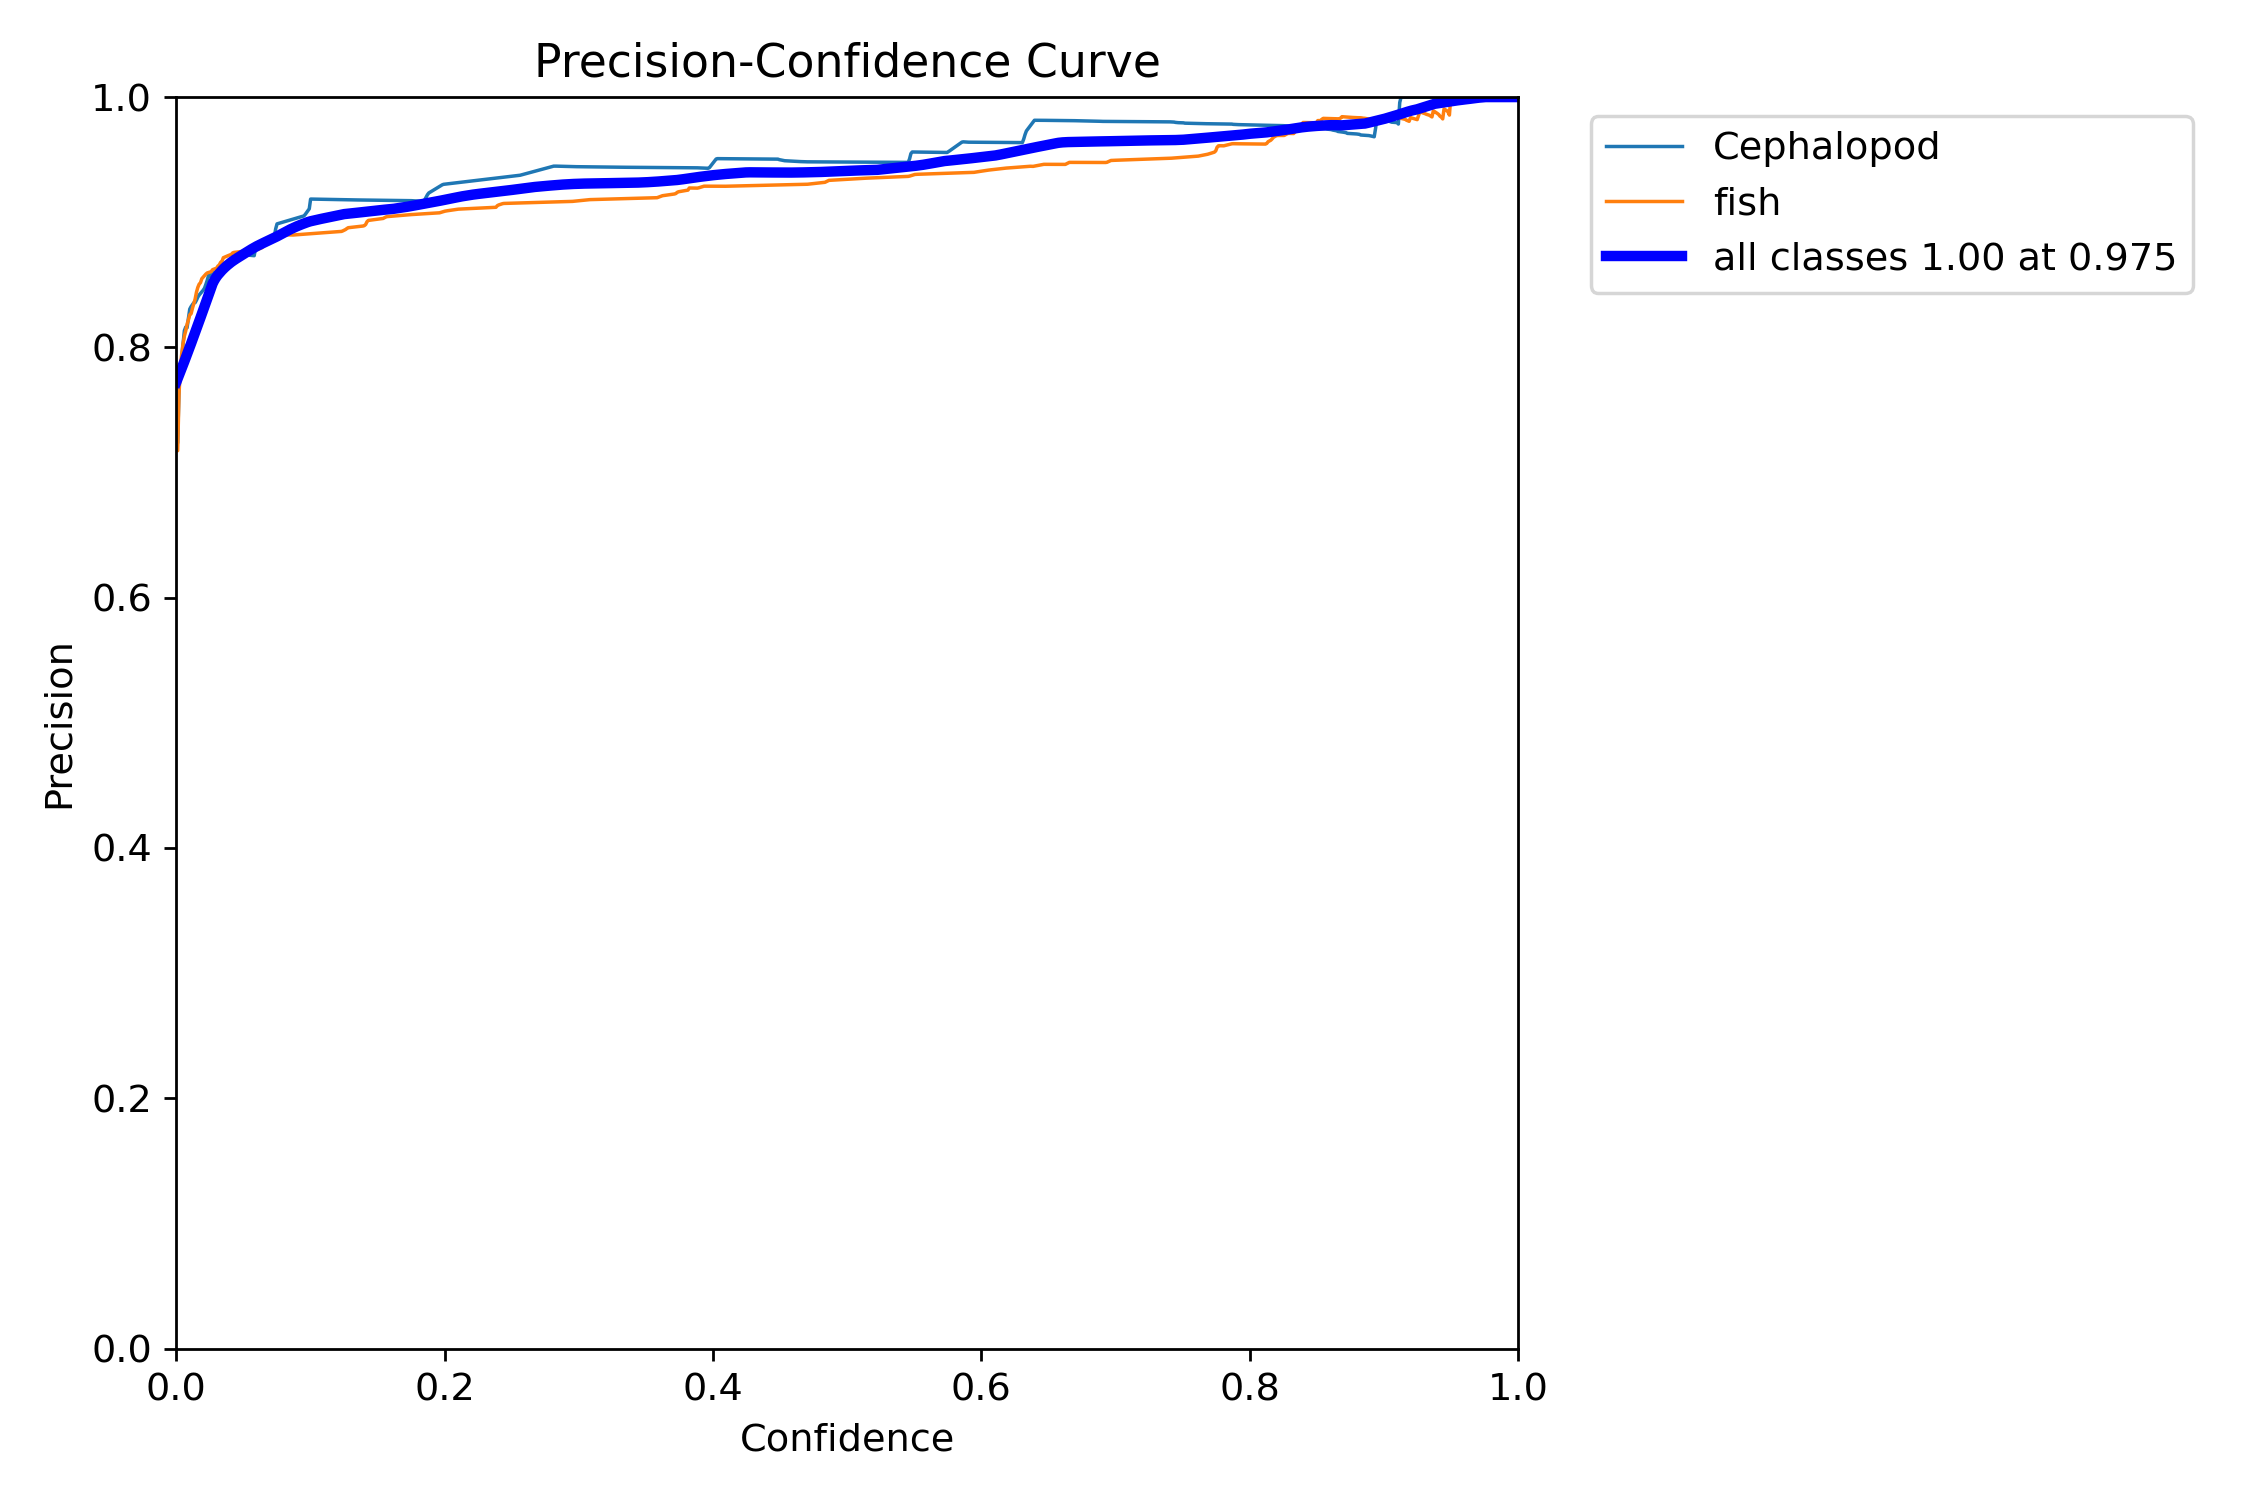 Precision-Confidence Curve
1.0
0.8
0.6
0.4
0.2
0.0
Precision
0.0 0.2 0.4 0.6 0.8 1.0
Confidence
Cephalopod
fish
all classes 1.00 at 0.975